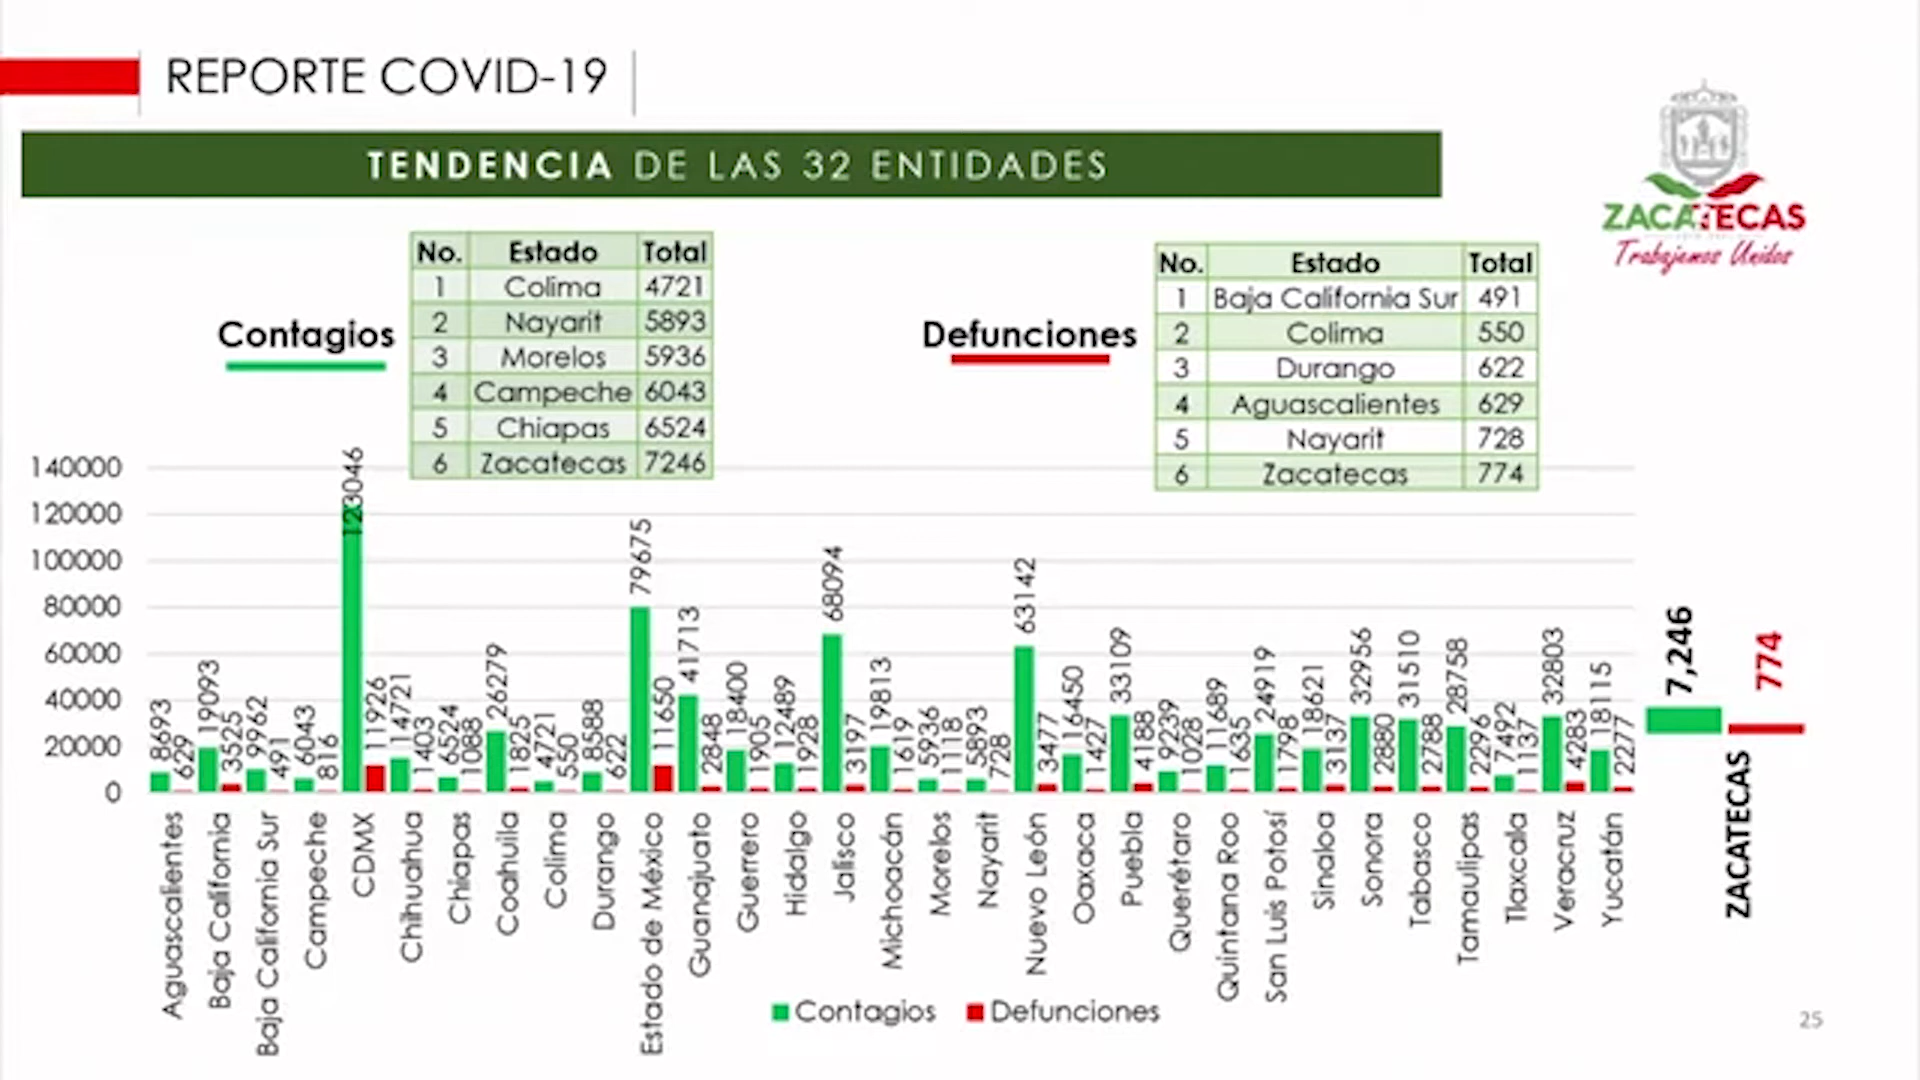 REPORTE COVID-19
TENDENCIA DE LAS 32 ENTIDADES
ZACATECAS
Trabajemos Unidos
Contagios
No. Estado Total
1 Colima 4721
2 Nayarit 5893
3 Morelos 5936
4 Campeche 6043
5 Chiapas 6524
6 Zacatecas 7246
Defunciones
No. Estado Total
1 Baja California Sur 491
2 Colima 550
3 Durango 622
4 Aguascalientes 629
5 Nayarit 728
6 Zacatecas 774
140000
120000
100000
80000
60000
40000
20000
0
8693 629
19093 3525
9962 491
6043 816
123046 11926
14721 1403
6524 1088
26279 1825
4721 550
8588 622
79675 11650
41713 2848
18400 1905
12489 1928
68094 3197
19813 1619
5936 1118
5893 728
63142 3477
16450 1427
33109 4188
9239 1028
11689 1635
24919 1798
18621 3137
32956 2880
31510 2788
28758 2296
7492 1137
32803 4283
18115 2277
7,246
774
Aguascalientes
Baja California
Baja California Sur
Campeche
CDMX
Chihuahua
Chiapas
Coahuila
Colima
Durango
Estado de México
Guanajuato
Guerrero
Hidalgo
Jalisco
Michoacán
Morelos
Nayarit
Nuevo León
Oaxaca
Puebla
Querétaro
Quintana Roo
San Luis Potosí
Sinaloa
Sonora
Tabasco
Tamaulipas
Tlaxcala
Veracruz
Yucatán
ZACATECAS
Contagios Defunciones
25